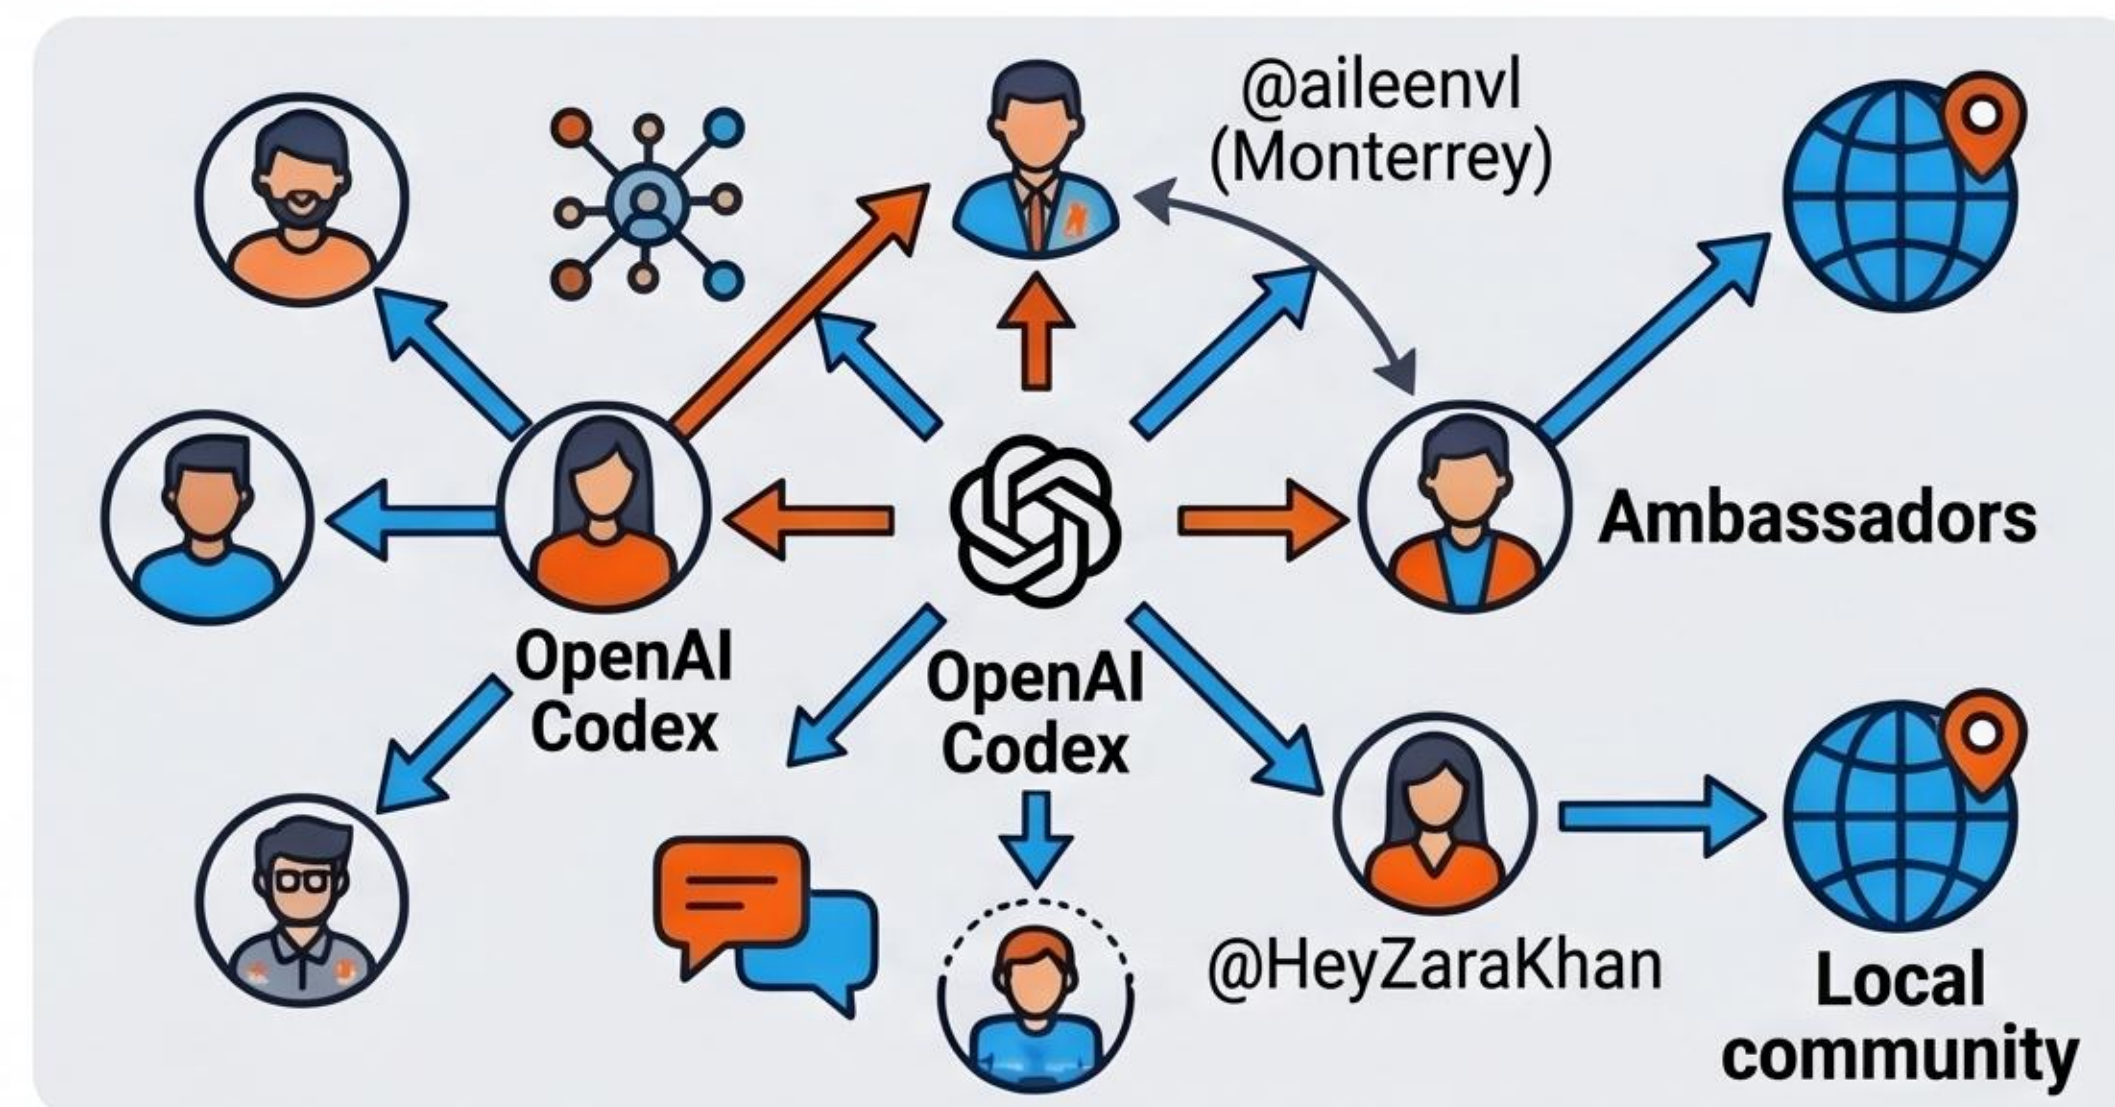 @aileenvl
(Monterrey)
Ambassadors
OpenAI
Codex
OpenAI
Codex
@HeyZaraKhan
Local
community